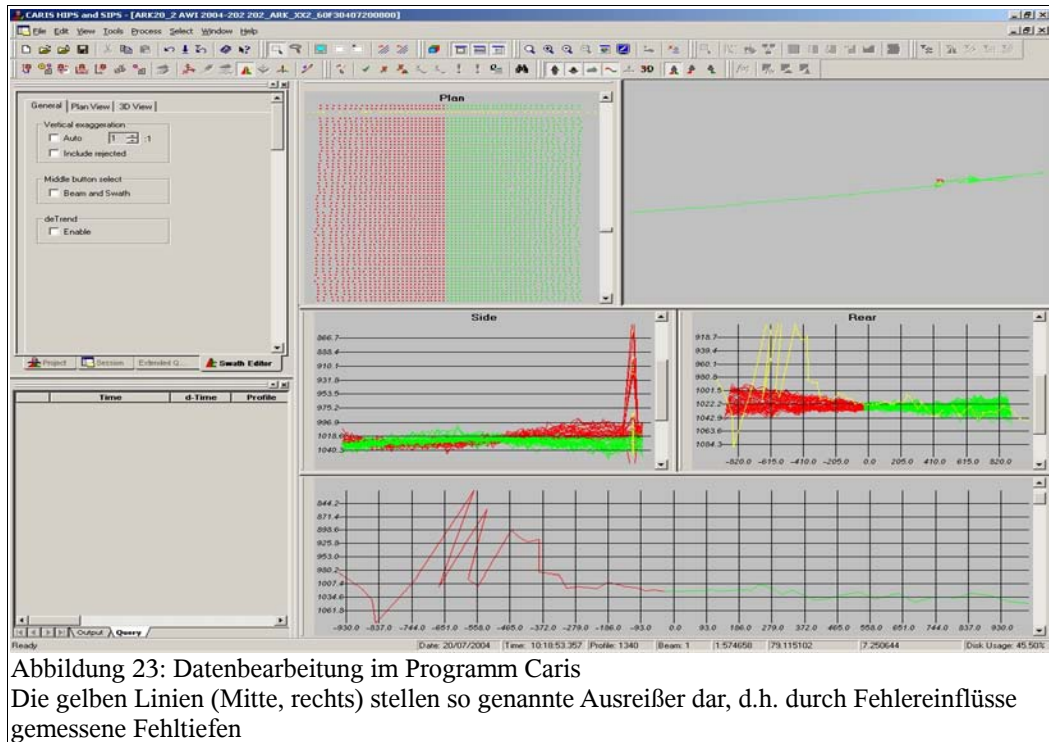 CARIS HIPS and SIPS - [ARK20_2 AWI 2004-202 202_ARK_XX2_60F30407200000]
File Edit View Tools Process Select Window Help
3D
General Plan View 3D View
Vertical exaggeration
Auto 1 :1
Include rejected
Middle button select
Beam and Swath
deTrend
Enable
Project Session Extended Q... Swath Editor
Time d-Time Profile
Output Query
Plan
Side
866.7
888.4
910.1
931.8
953.5
975.2
996.9
1018.6
1040.3
Rear
918.7
939.4
960.1
980.8
1001.5
1022.2
1042.9
1063.6
1084.3
-820.0 -615.0 -410.0 -205.0 0.0 205.0 410.0 615.0 820.0
844.2
871.4
898.6
925.8
953.0
980.2
1007.4
1034.6
1061.8
-930.0 -837.0 -744.0 -651.0 -558.0 -465.0 -372.0 -279.0 -186.0 -93.0 0.0 93.0 186.0 279.0 372.0 465.0 558.0 651.0 744.0 837.0 930.0
Ready Date: 20/07/2004 Time: 10:18:53.357 Profile: 1340 Beam: 1 1.574658 79.115102 7.250644 Disk Usage: 45.50%
Abbildung 23: Datenbearbeitung im Programm Caris
Die gelben Linien (Mitte, rechts) stellen so genannte Ausreißer dar, d.h. durch Fehlereinflüsse
gemessene Fehltiefen